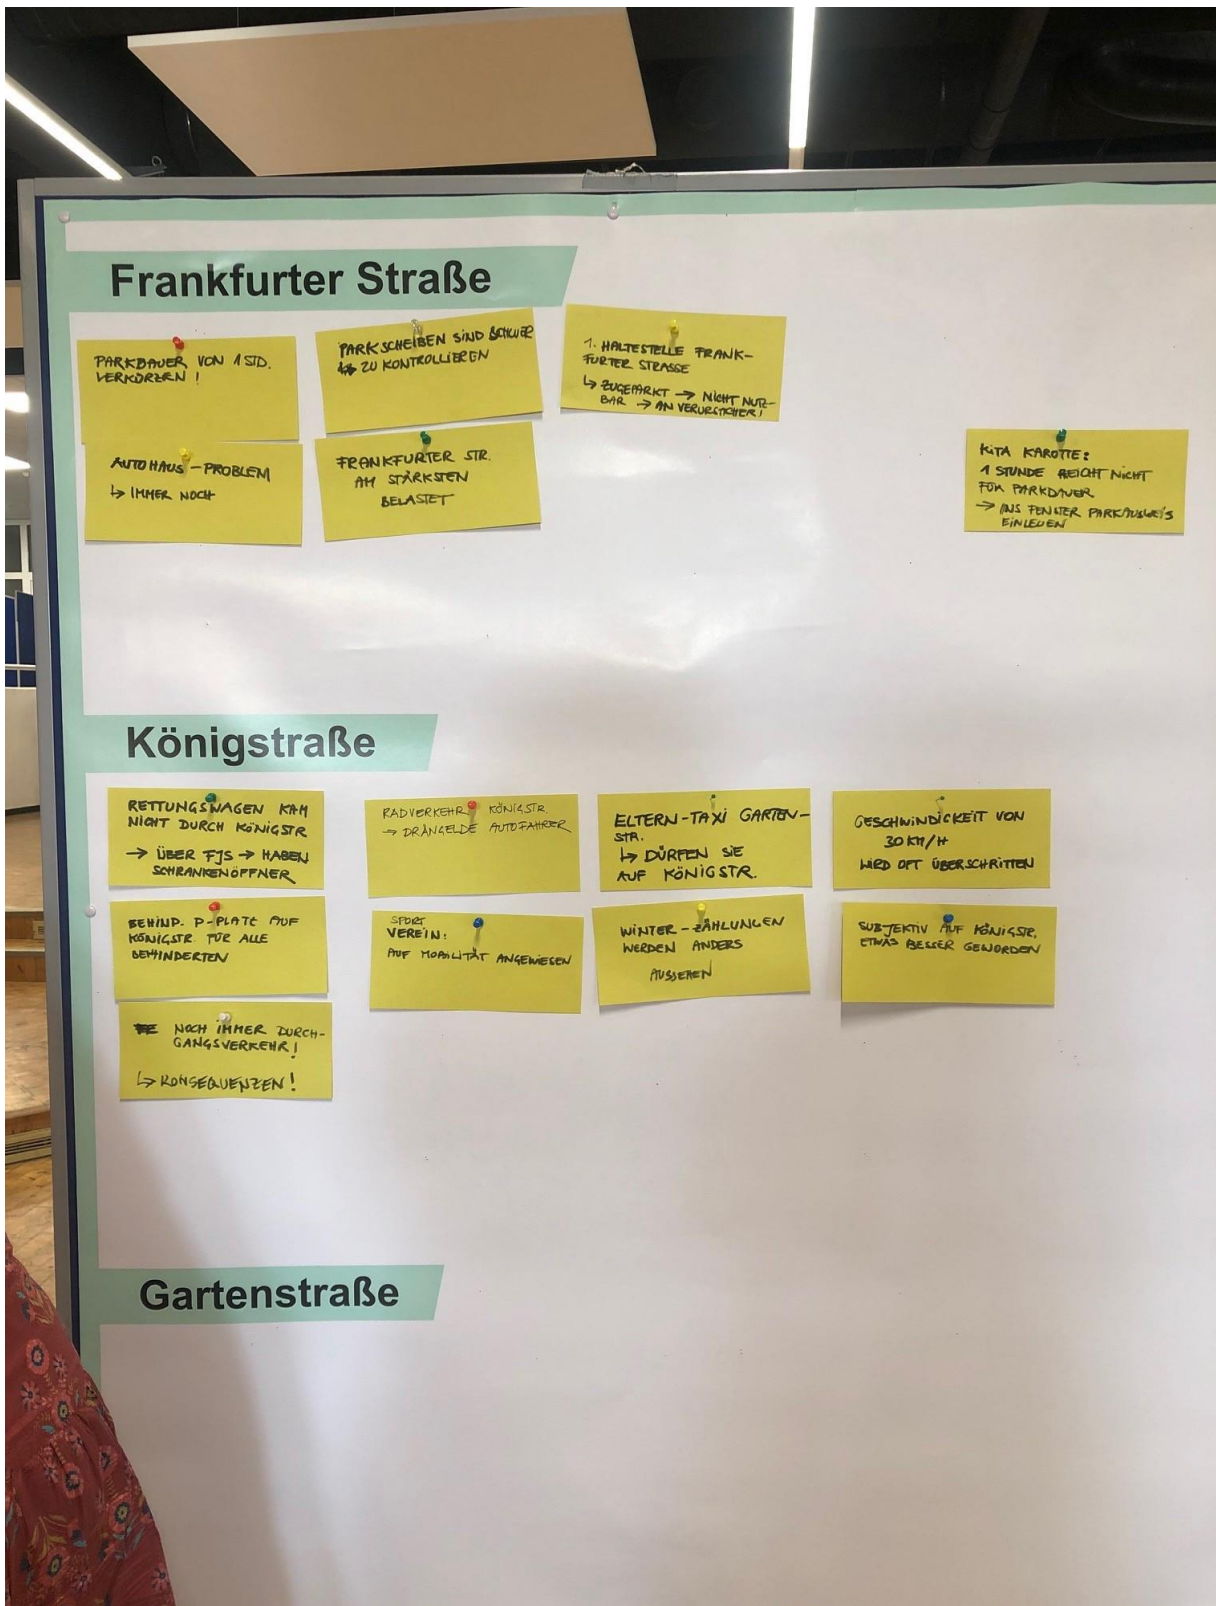 Frankfurter Straße
PARKDAUER VON 1 STD.
VERKÜRZEN !
PARKSCHEIBEN SIND SCHWER
↳ ZU KONTROLLIEREN
1. HALTESTELLE FRANK-
FURTER STRASSE
↳ ZUGEPARKT → NICHT NUTZ-
BAR → AN VERURSACHER!
AUTOHAUS - PROBLEM
↳ IMMER NOCH
FRANKFURTER STR.
AM STÄRKSTEN
BELASTET
KITA KAROTTE:
1 STUNDE REICHT NICHT
FÜR PARKDAUER
→ INS FENSTER PARKAUSWEIS
EINLEGEN
Königstraße
RETTUNGSWAGEN KAM
NICHT DURCH KÖNIGSTR
→ ÜBER FJS → HABEN
SCHRANKENÖFFNER
RADVERKEHR KÖNIGSTR.
→ DRÄNGELDE AUTOFAHRER
ELTERN-TAXI GARTEN-
STR.
↳ DÜRFEN SIE
AUF KÖNIGSTR.
GESCHWINDICKEIT VON
30 KM/H
WIRD OFT ÜBERSCHRITTEN
BEHIND. P-PLATZ AUF
KÖNIGSTR. FÜR ALLE
BEHINDERTEN
SPORT
VEREIN:
AUF MOBILITÄT ANGEWIESEN
WINTER - ZÄHLUNGEN
WERDEN ANDERS
AUSSEHEN
SUBJEKTIV AUF KÖNIGSTR.
ETWAS BESSER GEWORDEN
NOCH IMMER DURCH-
GANGSVERKEHR!
↳ KONSEQUENZEN!
Gartenstraße